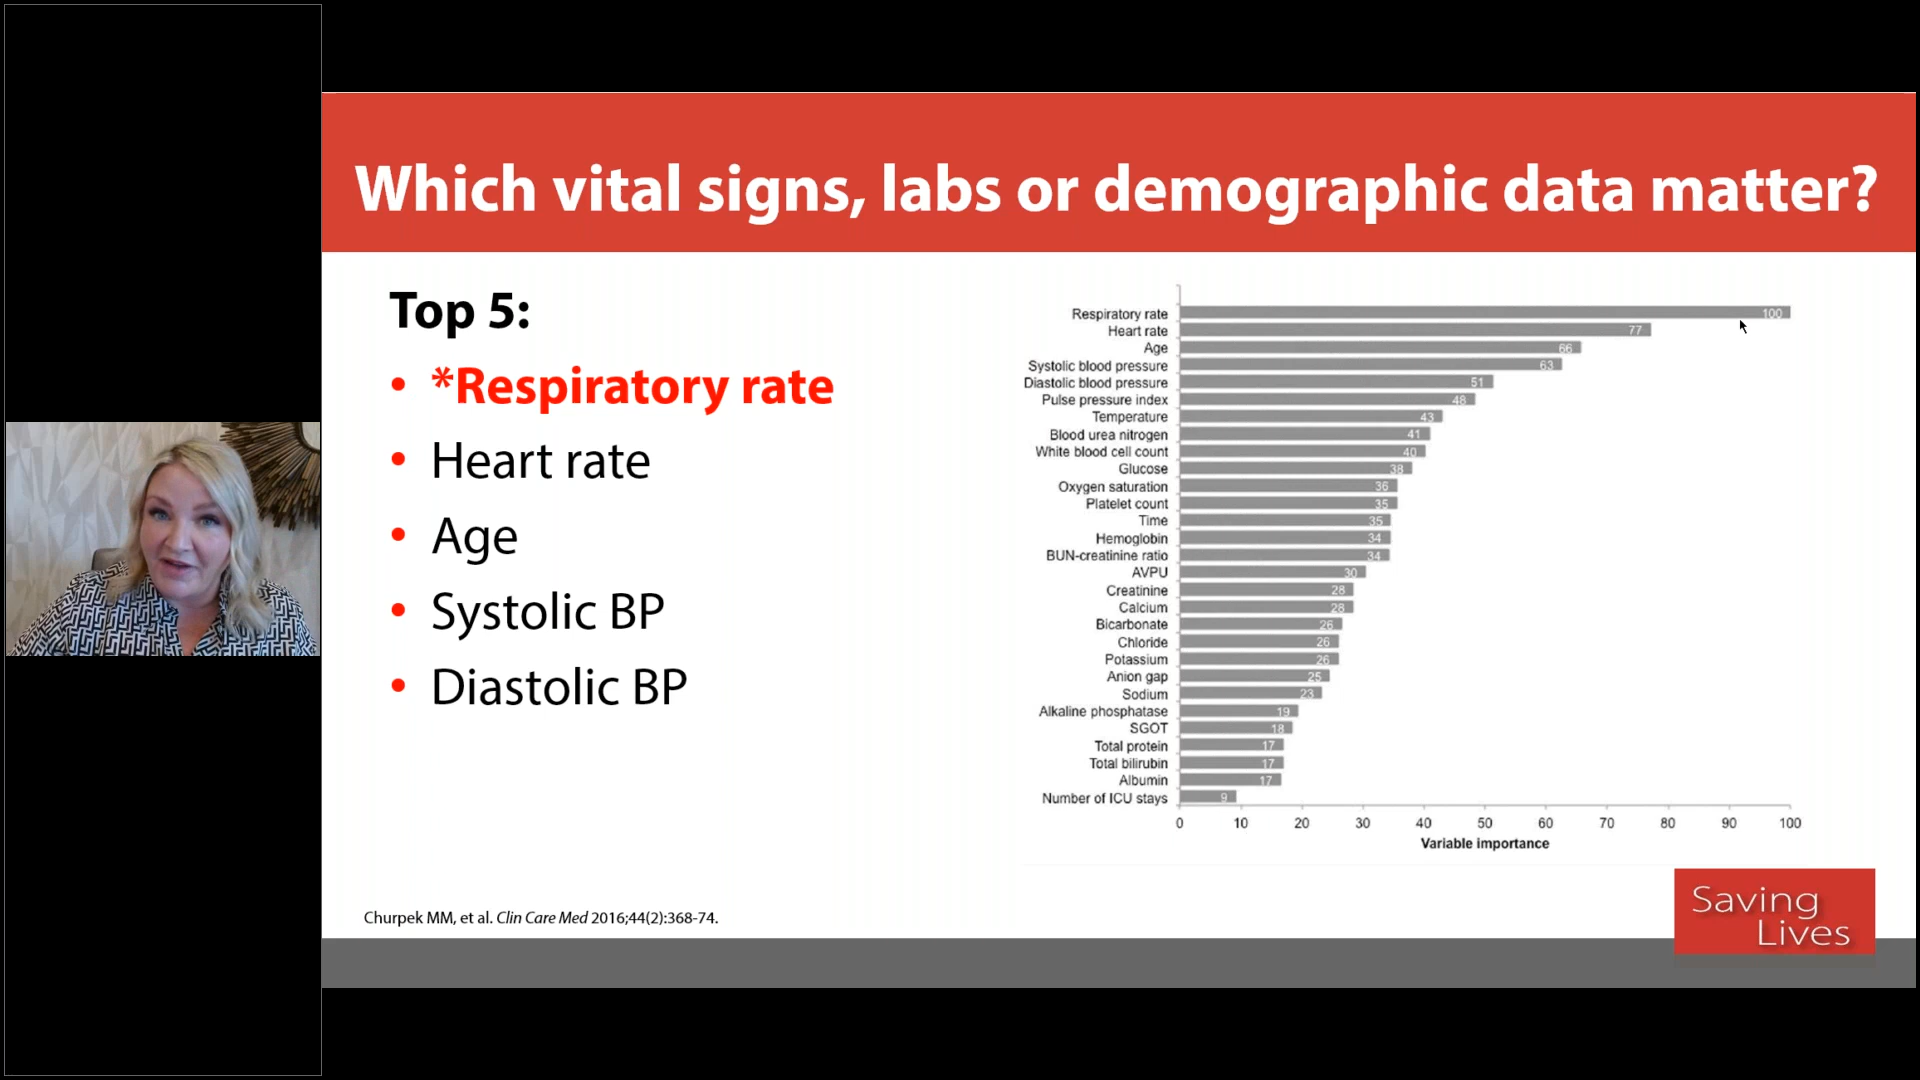 Which vital signs, labs or demographic data matter?
Top 5:
• *Respiratory rate
• Heart rate
• Age
• Systolic BP
• Diastolic BP
Respiratory rate 100
Heart rate 77
Age 66
Systolic blood pressure 63
Diastolic blood pressure 51
Pulse pressure index 48
Temperature 43
Blood urea nitrogen 41
White blood cell count 40
Glucose 38
Oxygen saturation 36
Platelet count 35
Time 35
Hemoglobin 34
BUN-creatinine ratio 34
AVPU 30
Creatinine 28
Calcium 28
Bicarbonate 26
Chloride 26
Potassium 26
Anion gap 25
Sodium 23
Alkaline phosphatase 19
SGOT 18
Total protein 17
Total bilirubin 17
Albumin 17
Number of ICU stays 9
0 10 20 30 40 50 60 70 80 90 100
Variable importance
Churpek MM, et al. Clin Care Med 2016;44(2):368-74.
Saving
Lives